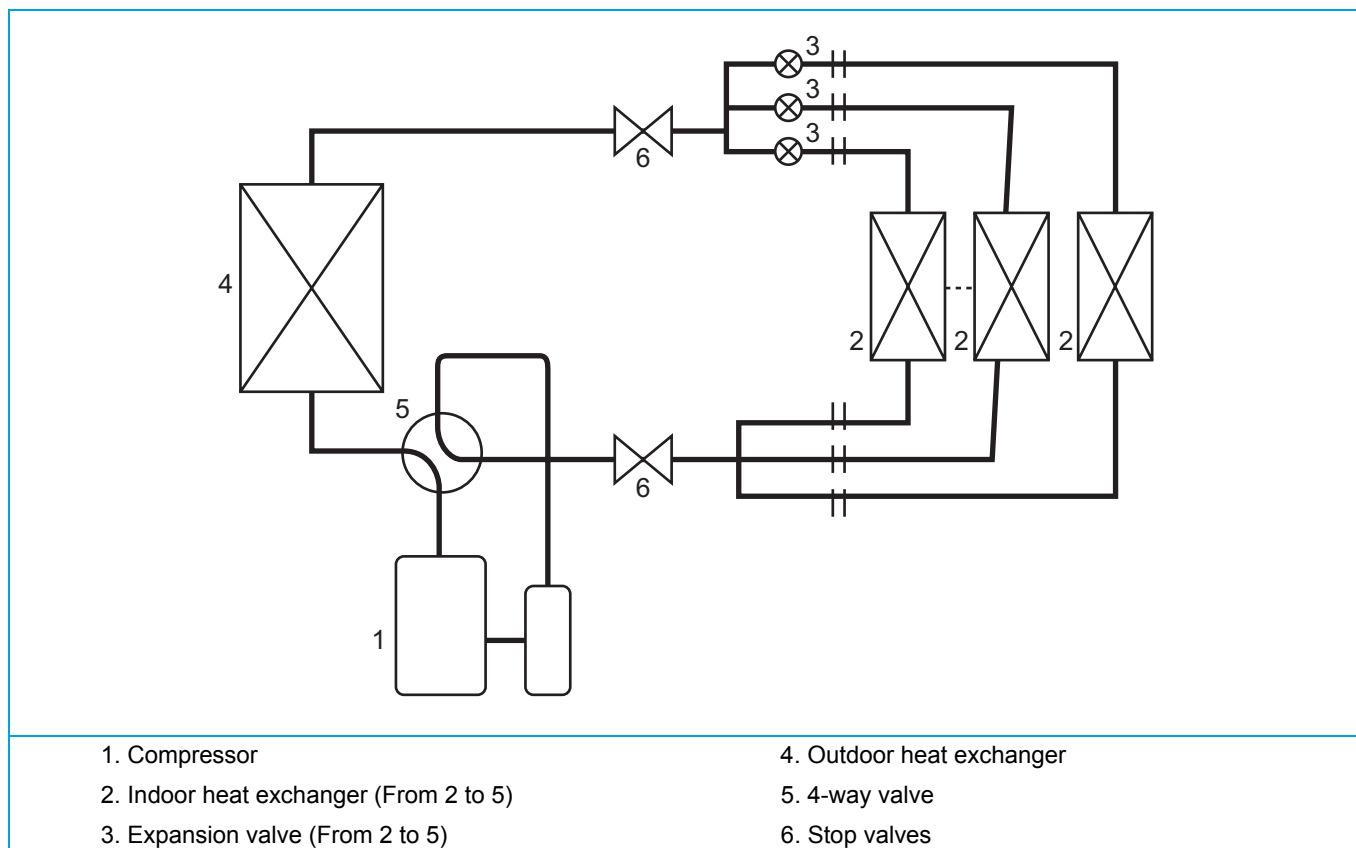 3
3
3
6
4
2
2
2
5
6
1
1. Compressor
2. Indoor heat exchanger (From 2 to 5)
3. Expansion valve (From 2 to 5)
4. Outdoor heat exchanger
5. 4-way valve
6. Stop valves